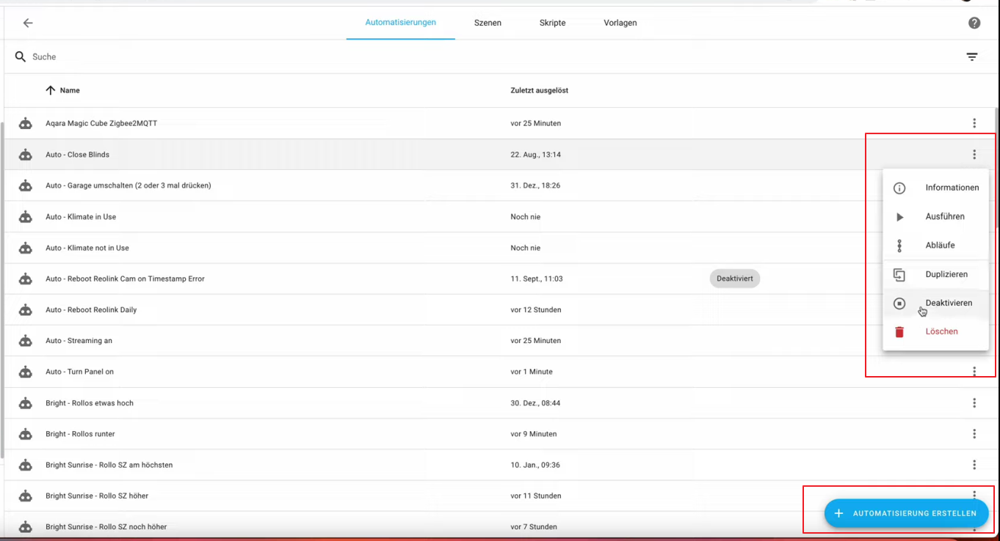 Automatisierungen Szenen Skripte Vorlagen
Suche
Name Zuletzt ausgelöst
Aqara Magic Cube Zigbee2MQTT vor 25 Minuten
Auto - Close Blinds 22. Aug., 13:14
Auto - Garage umschalten (2 oder 3 mal drücken) 31. Dez., 18:26
Informationen
Auto - Klimate in Use Noch nie
Ausführen
Auto - Klimate not in Use Noch nie
Abläufe
Auto - Reboot Reolink Cam on Timestamp Error 11. Sept., 11:03 Deaktiviert
Duplizieren
Auto - Reboot Reolink Daily vor 12 Stunden
Deaktivieren
Auto - Streaming an vor 25 Minuten
Löschen
Auto - Turn Panel on vor 1 Minute
Bright - Rollos etwas hoch 30. Dez., 08:44
Bright - Rollos runter vor 9 Minuten
Bright Sunrise - Rollo SZ am höchsten 10. Jan., 09:36
Bright Sunrise - Rollo SZ höher vor 11 Stunden
AUTOMATISIERUNG ERSTELLEN
Bright Sunrise - Rollo SZ noch höher vor 7 Stunden